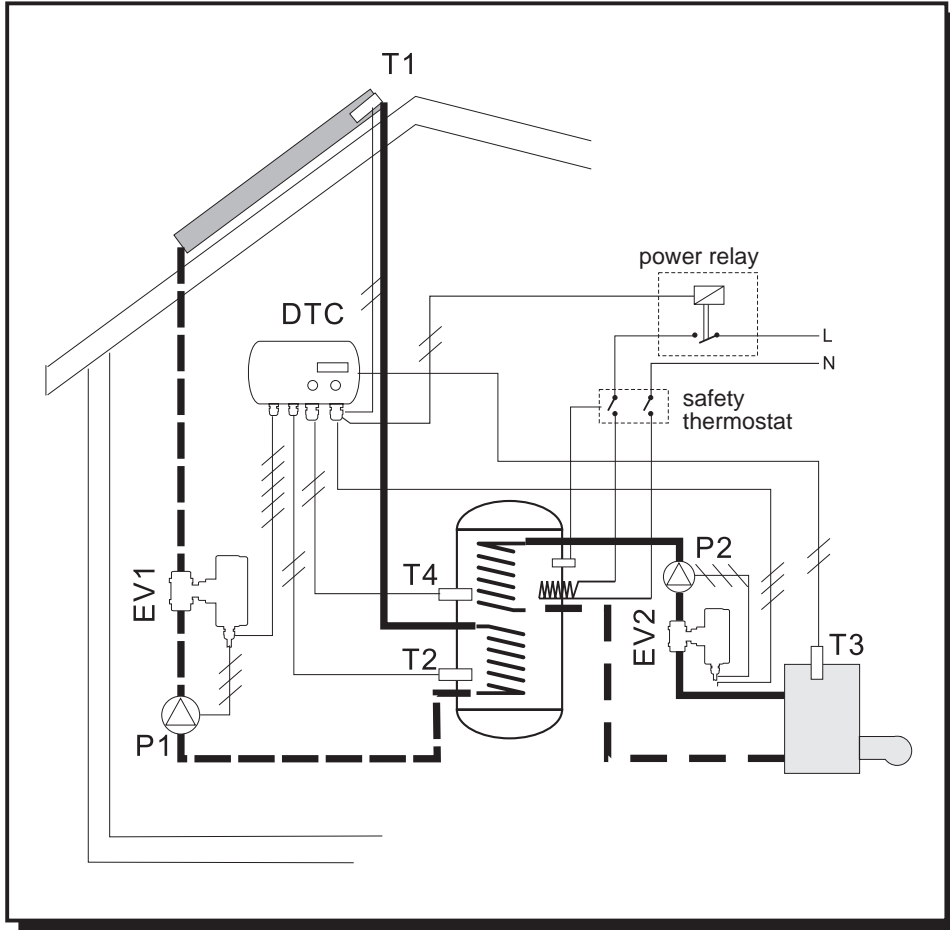 T1
power relay
DTC
L
N
safety
thermostat
P2
T4
EV1
EV2
T3
T2
P1